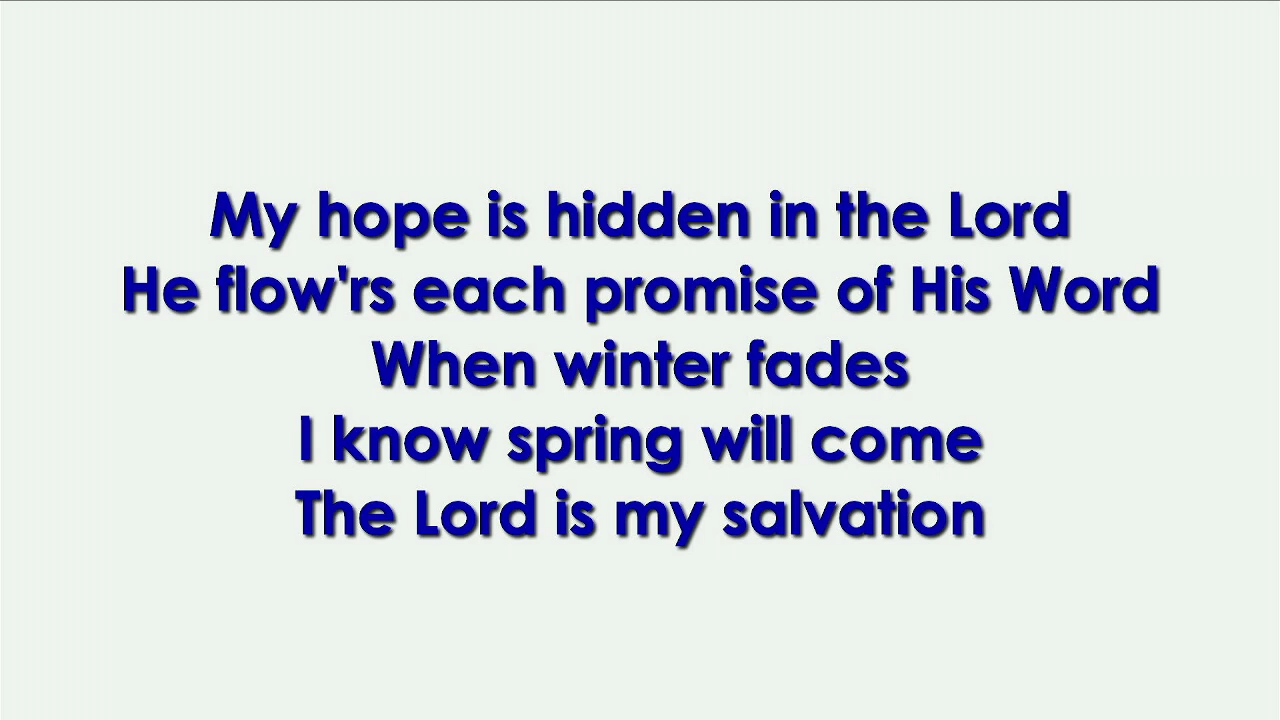 My hope is hidden in the Lord
He flow'rs each promise of His Word
When winter fades
I know spring will come
The Lord is my salvation